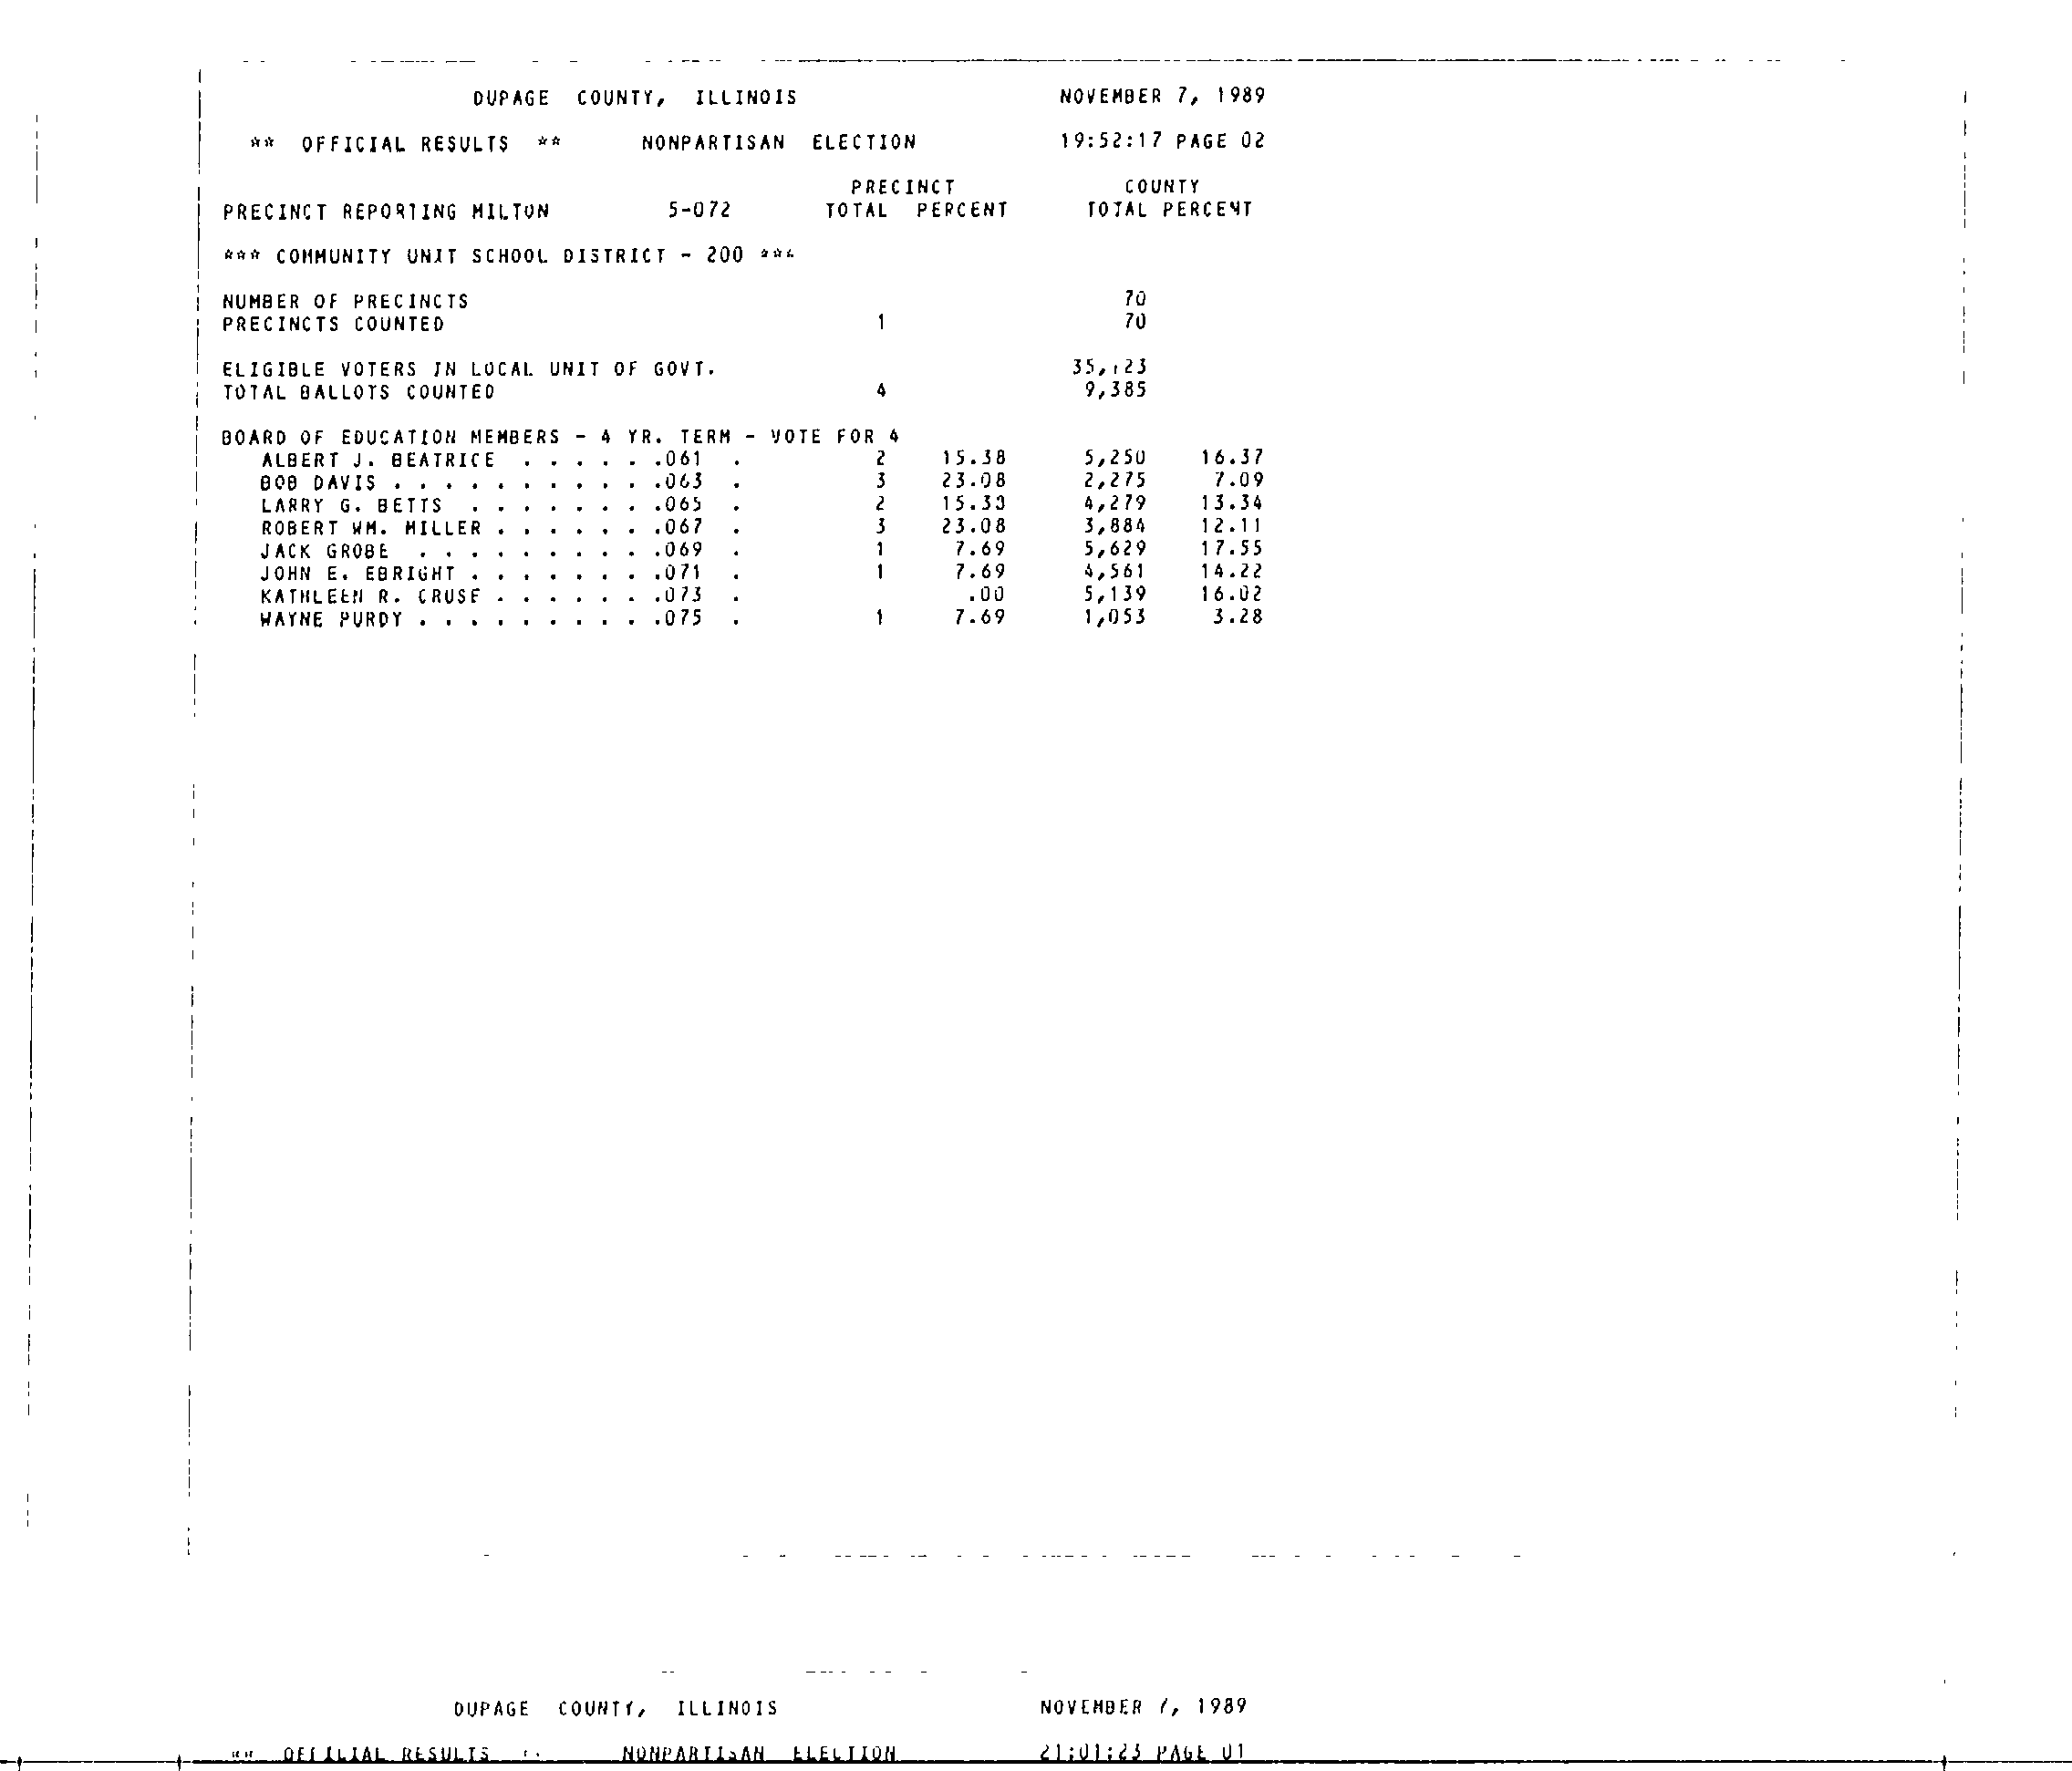 DUPAGE COUNTY, ILLINOIS NOVEMBER 7, 1989
** OFFICIAL RESULTS ** NONPARTISAN ELECTION 19:52:17 PAGE 02
PRECINCT COUNTY
PRECINCT REPORTING MILTON 5-072 TOTAL PERCENT TOTAL PERCENT
*** COMMUNITY UNIT SCHOOL DISTRICT - 200 ***
NUMBER OF PRECINCTS 70
PRECINCTS COUNTED 1 70
ELIGIBLE VOTERS IN LOCAL UNIT OF GOVT.
TOTAL BALLOTS COUNTED 4 9,385
BOARD OF EDUCATION MEMBERS - 4 YR. TERM - VOTE FOR 4
ALBERT J. BEATRICE . . . . . .061 . 2 15.38 5,250 16.37
BOB DAVIS . . . . . . . . . . .063 . 3 23.08 2,275 7.09
LARRY G. BETTS . . . . . . . .065 . 2 15.38 4,279 13.34
ROBERT WM. MILLER . . . . . . .067 . 3 23.08 3,884 12.11
JACK GROBE . . . . . . . . . .069 . 1 7.69 5,629 17.55
JOHN E. EBRIGHT . . . . . . . .071 . 1 7.69 4,561 14.22
KATHLEEN R. CRUSE . . . . . . .073 . .00 5,139 16.02
WAYNE PURDY . . . . . . . . . .075 . 1 7.69 1,053 3.28
DUPAGE COUNTY, ILLINOIS NOVEMBER 7, 1989
OFFICIAL RESULTS NONPARTISAN ELECTION 21:01:23 PAGE 01